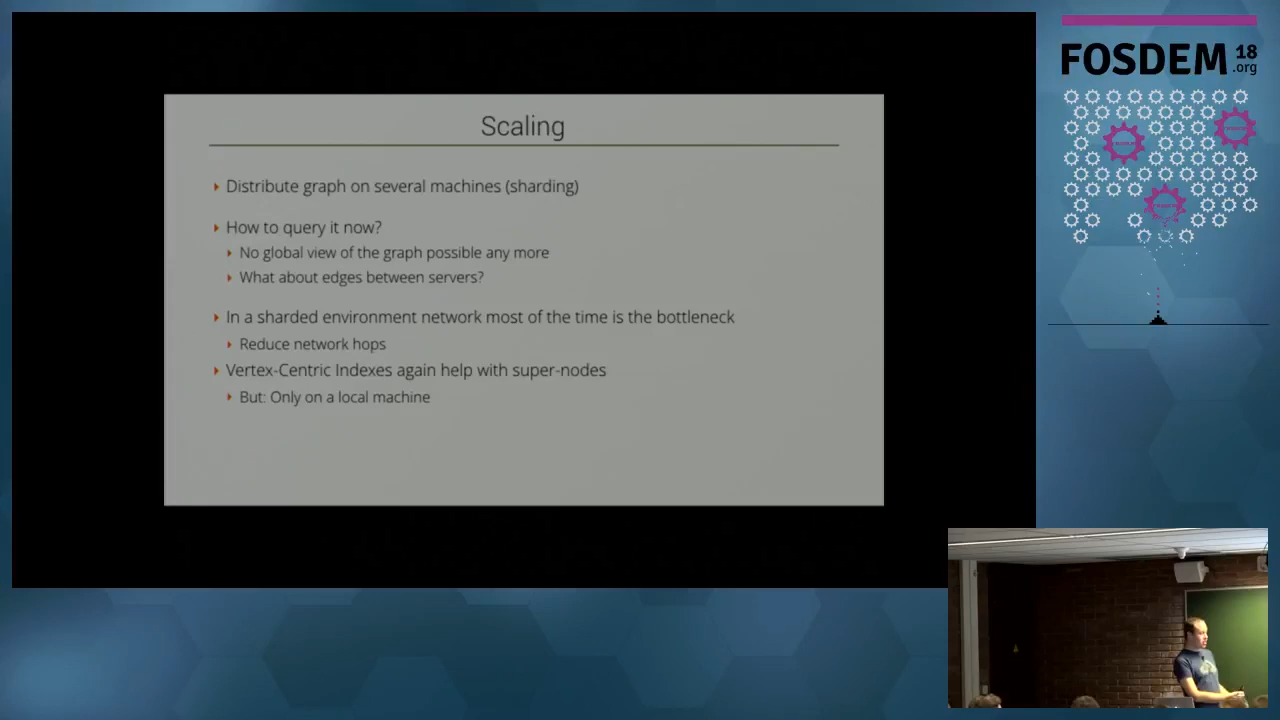 Scaling
Distribute graph on several machines (sharding)
How to query it now?
No global view of the graph possible any more
What about edges between servers?
In a sharded environment network most of the time is the bottleneck
Reduce network hops
Vertex-Centric Indexes again help with super-nodes
But: Only on a local machine
FOSDEM 18
.org